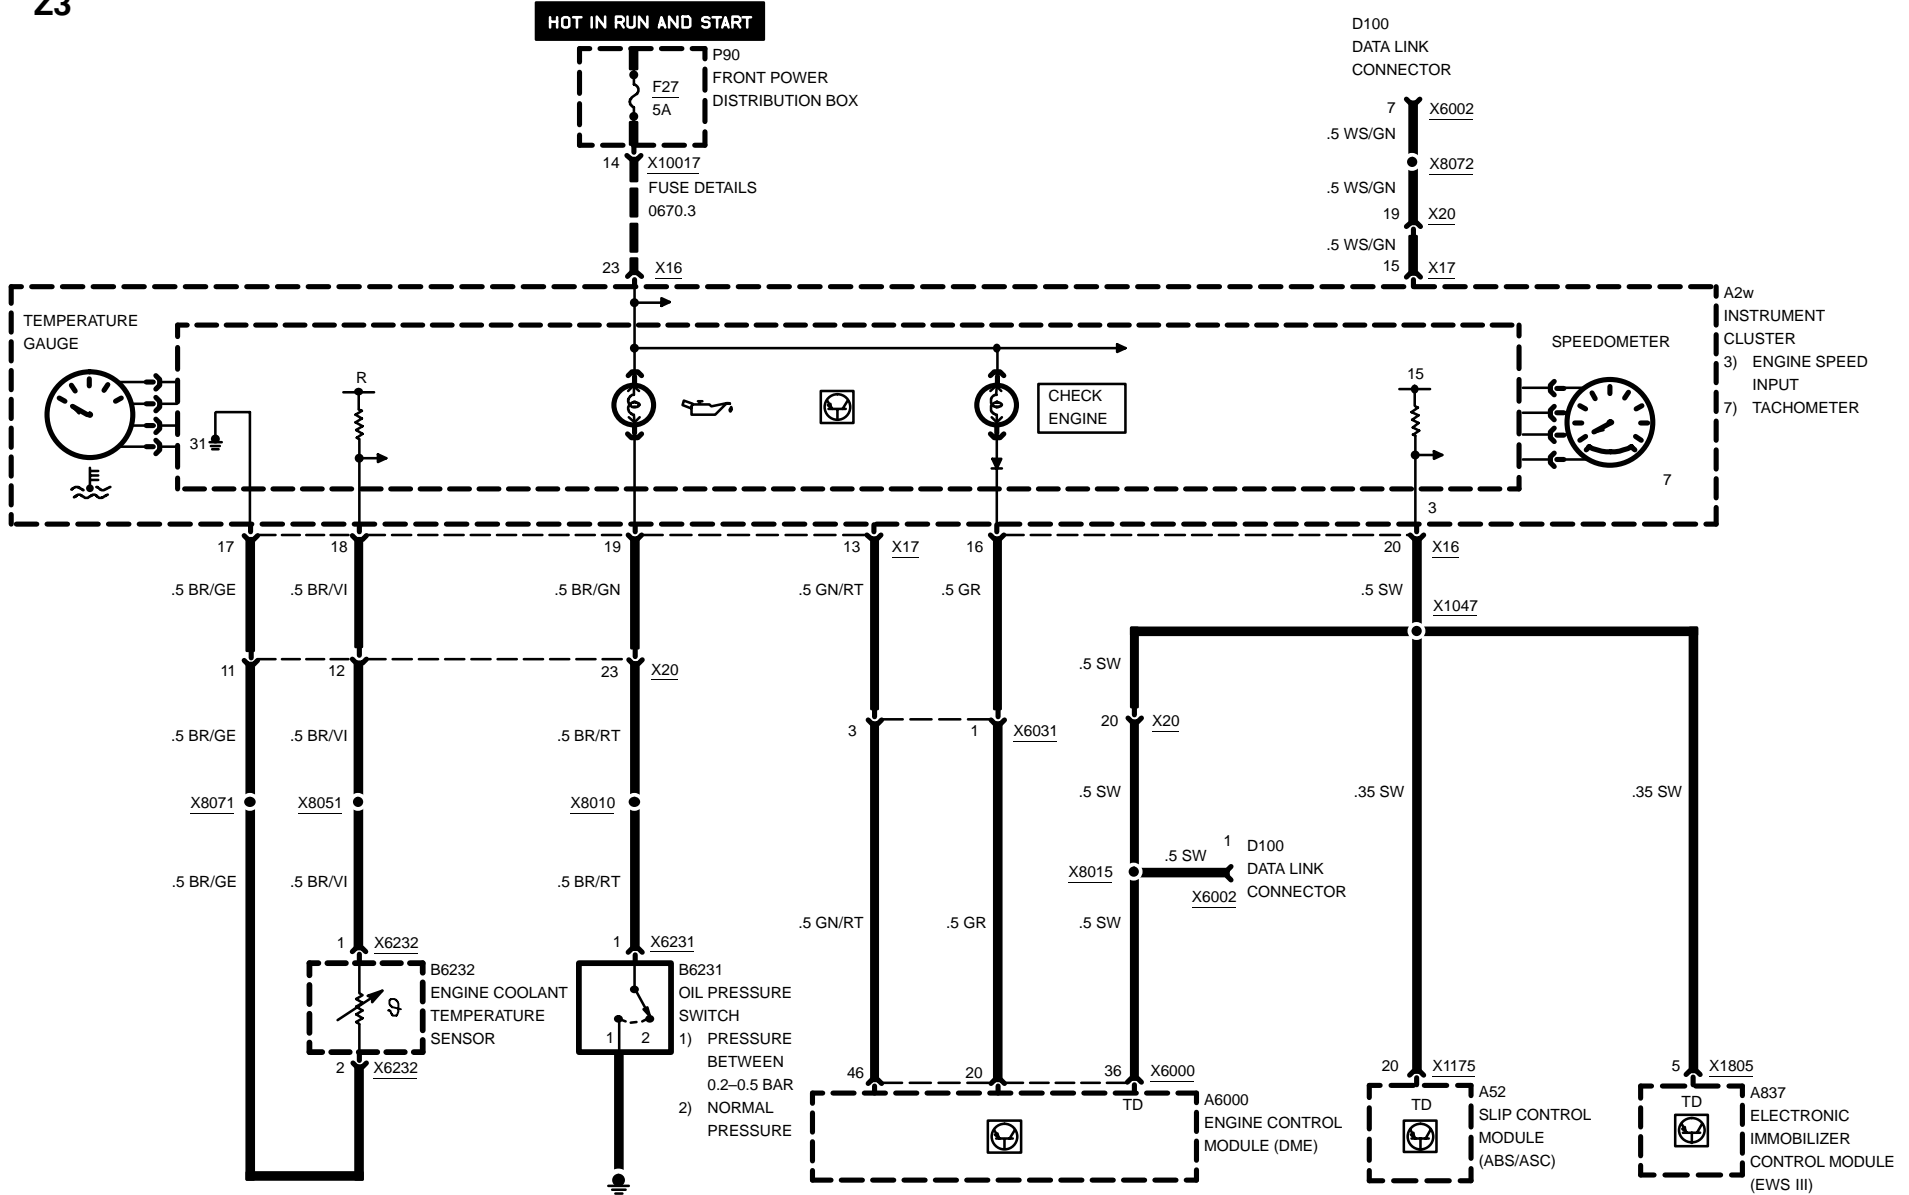 Z3
HOT IN RUN AND START
P90
FRONT POWER
DISTRIBUTION BOX
F27
5A
14 X10017
FUSE DETAILS
0670.3
23 X16
D100
DATA LINK
CONNECTOR
7 X6002
.5 WS/GN
X8072
.5 WS/GN
19 X20
.5 WS/GN
15 X17
A2w
INSTRUMENT
CLUSTER
3) ENGINE SPEED
INPUT
7) TACHOMETER
TEMPERATURE
GAUGE
SPEEDOMETER
R
31
CHECK
ENGINE
15
7
3
17 18 19 13 X17 16 20 X16
.5 BR/GE .5 BR/VI .5 BR/GN .5 GN/RT .5 GR .5 SW
X1047
11 12 23 X20
.5 SW
3 1 X6031 20 X20
.5 BR/GE .5 BR/VI .5 BR/RT
.5 SW .35 SW .35 SW
X8071 X8051 X8010
1 D100
DATA LINK
CONNECTOR
.5 SW
X8015
X6002
.5 BR/GE .5 BR/VI .5 BR/RT
.5 GN/RT .5 GR .5 SW
1 X6232 1 X6231
B6232
ENGINE COOLANT
TEMPERATURE
SENSOR
ϑ
2 X6232
B6231
OIL PRESSURE
SWITCH
1) PRESSURE
BETWEEN
0.2–0.5 BAR
2) NORMAL
PRESSURE
1 2
46 20 36 X6000
TD
A6000
ENGINE CONTROL
MODULE (DME)
20 X1175
TD
A52
SLIP CONTROL
MODULE
(ABS/ASC)
5 X1805
TD
A837
ELECTRONIC
IMMOBILIZER
CONTROL MODULE
(EWS III)